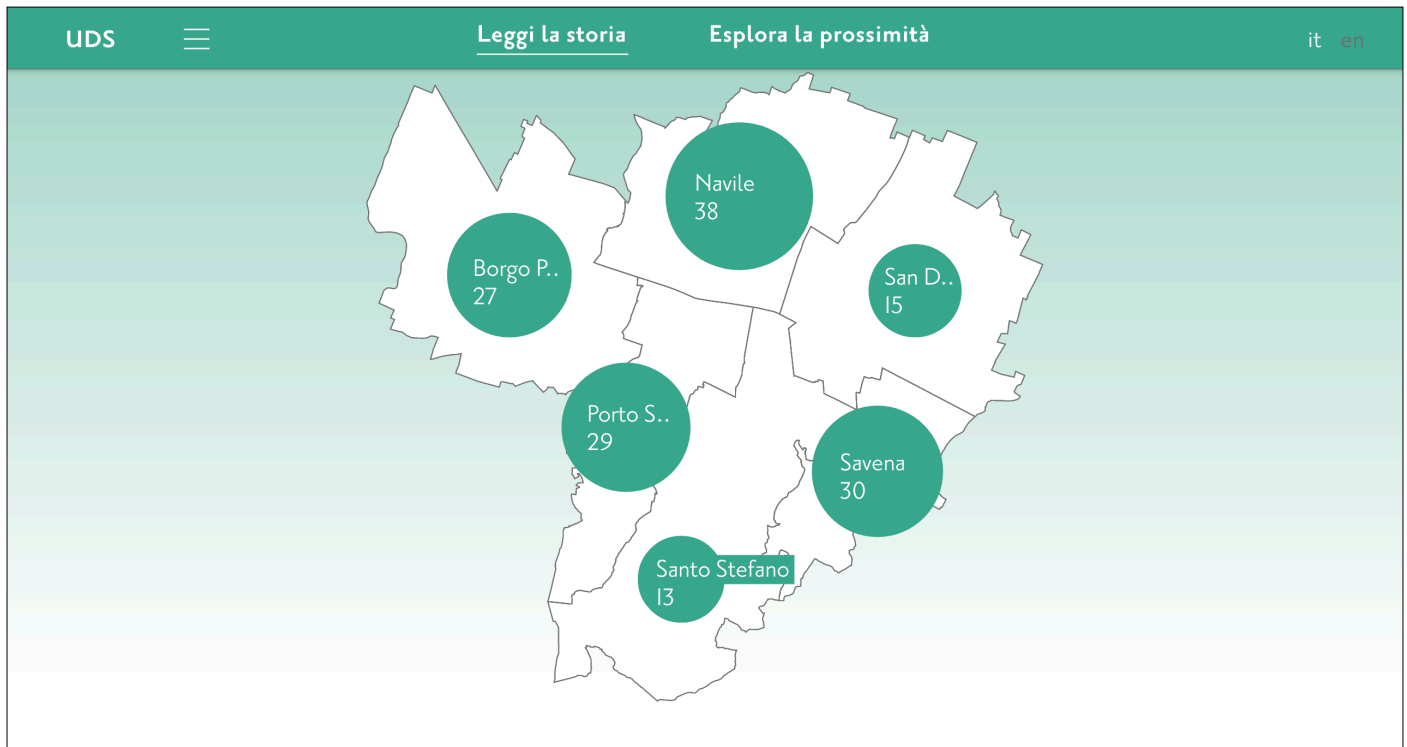 UDS
Leggi la storia
Esplora la prossimità
it en
Navile
38
Borgo P..
27
San D..
15
Porto S..
29
Savena
30
Santo Stefano
13